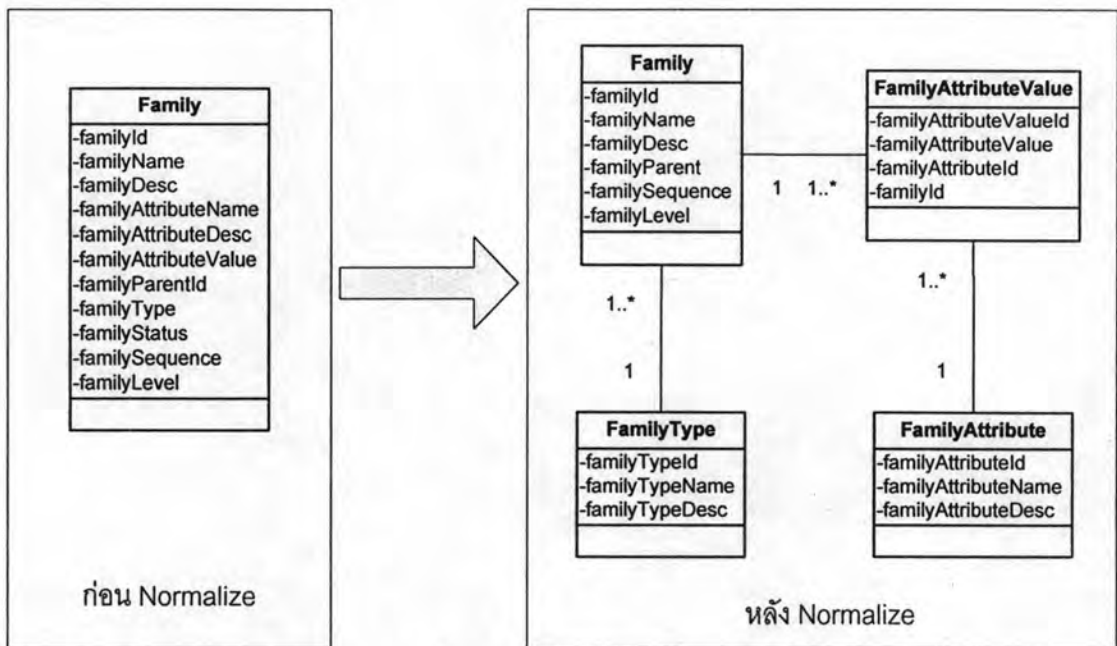 Family
-familyId
-familyName
-familyDesc
-familyAttributeName
-familyAttributeDesc
-familyAttributeValue
-familyParentId
-familyType
-familyStatus
-familySequence
-familyLevel
ก่อน Normalize
Family
-familyId
-familyName
-familyDesc
-familyParent
-familySequence
-familyLevel
FamilyAttributeValue
-familyAttributeValueId
-familyAttributeValue
-familyAttributeId
-familyId
1 1..*
1..*
1
1..*
1
FamilyType
-familyTypeId
-familyTypeName
-familyTypeDesc
FamilyAttribute
-familyAttributeId
-familyAttributeName
-familyAttributeDesc
หลัง Normalize